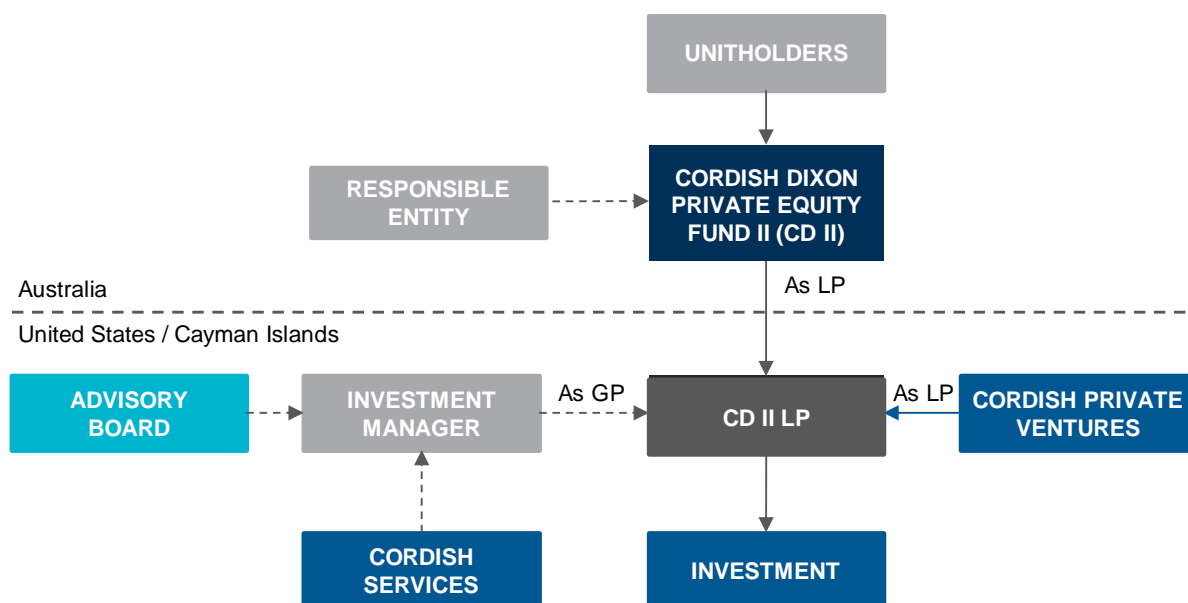 UNITHOLDERS
RESPONSIBLE
ENTITY
CORDISH DIXON
PRIVATE EQUITY
FUND II (CD II)
Australia
As LP
United States / Cayman Islands
ADVISORY
BOARD
INVESTMENT
MANAGER
As GP
CD II LP
As LP
CORDISH PRIVATE
VENTURES
CORDISH
SERVICES
INVESTMENT